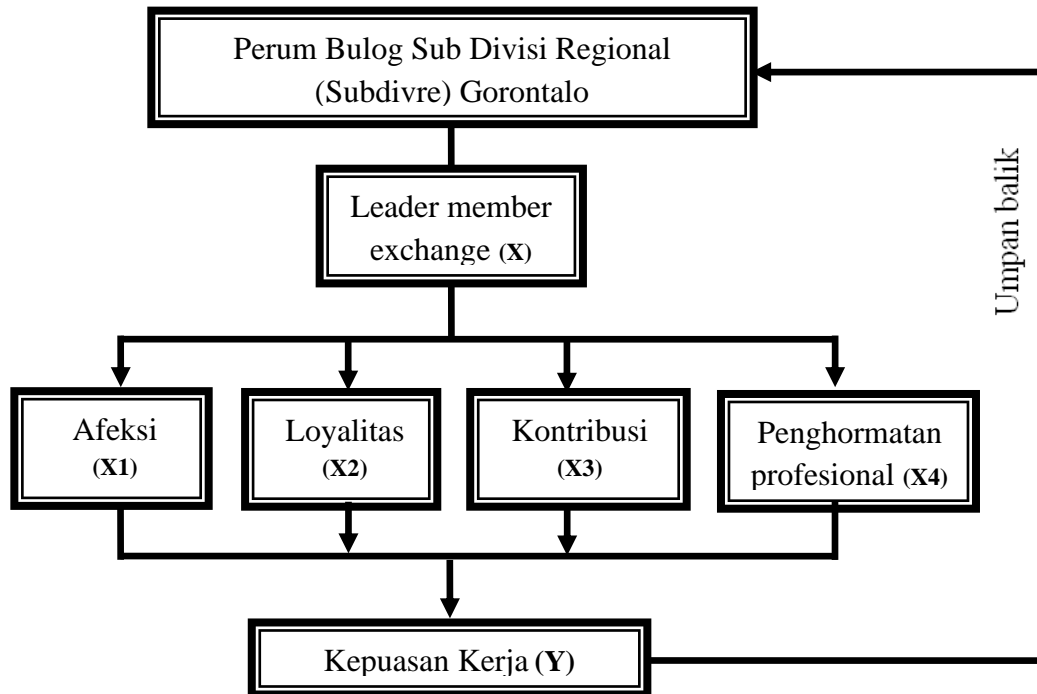 Perum Bulog Sub Divisi Regional
(Subdivre) Gorontalo
Umpan balik
Leader member
exchange (X)
Afeksi
(X1)
Loyalitas
(X2)
Kontribusi
(X3)
Penghormatan
profesional (X4)
Kepuasan Kerja (Y)